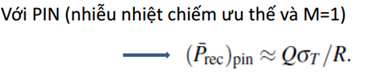 Với PIN (nhiễu nhiệt chiếm ưu thế và M=1)
(P̄rec)pin ≈ QσT/R.